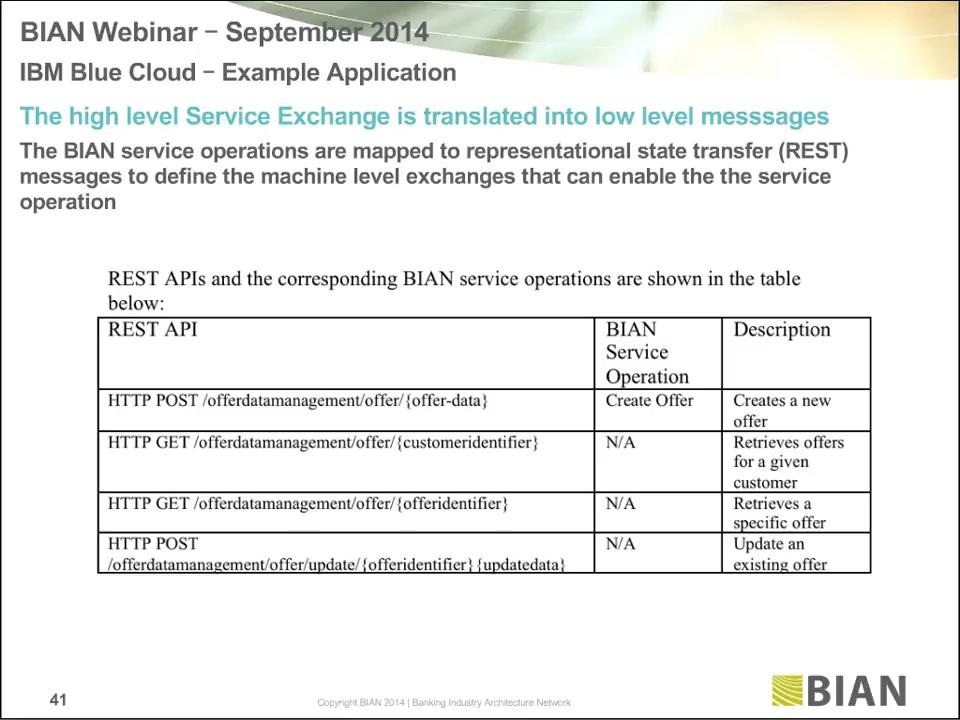 BIAN Webinar – September 2014
IBM Blue Cloud – Example Application
The high level Service Exchange is translated into low level messsages
The BIAN service operations are mapped to representational state transfer (REST)
messages to define the machine level exchanges that can enable the the service
operation
REST APIs and the corresponding BIAN service operations are shown in the table
below:
REST API
BIAN
Service
Operation
Description
HTTP POST /offerdatamanagement/offer/{offer-data}
Create Offer
Creates a new
offer
HTTP GET /offerdatamanagement/offer/{customeridentifier}
N/A
Retrieves offers
for a given
customer
HTTP GET /offerdatamanagement/offer/{offeridentifier}
N/A
Retrieves a
specific offer
HTTP POST
/offerdatamanagement/offer/update/{offeridentifier}{updatedata}
N/A
Update an
existing offer
41
Copyright BIAN 2014 | Banking Industry Architecture Network
BIAN